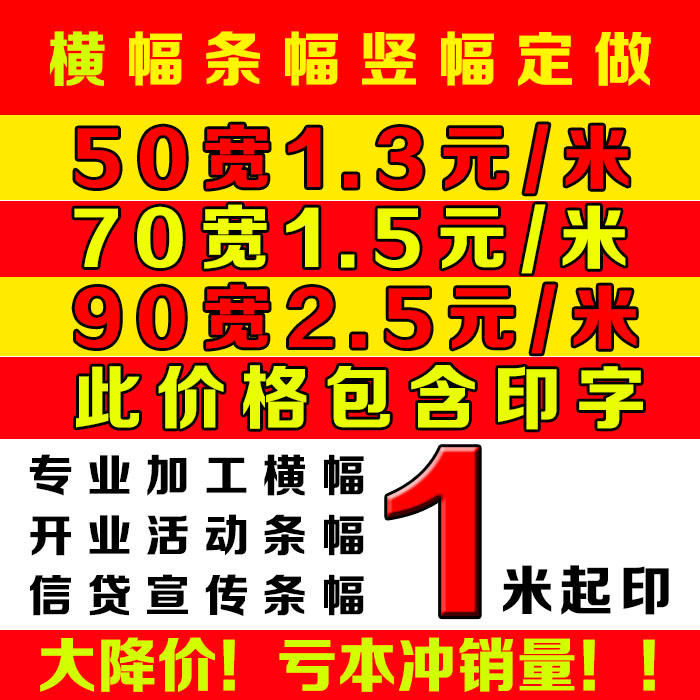 横幅条幅竖幅定做
50宽1.3元/米
70宽1.5元/米
90宽2.5元/米
此价格包含印字
专业加工横幅
开业活动条幅
信贷宣传条幅
1米起印
大降价!亏本冲销量!!